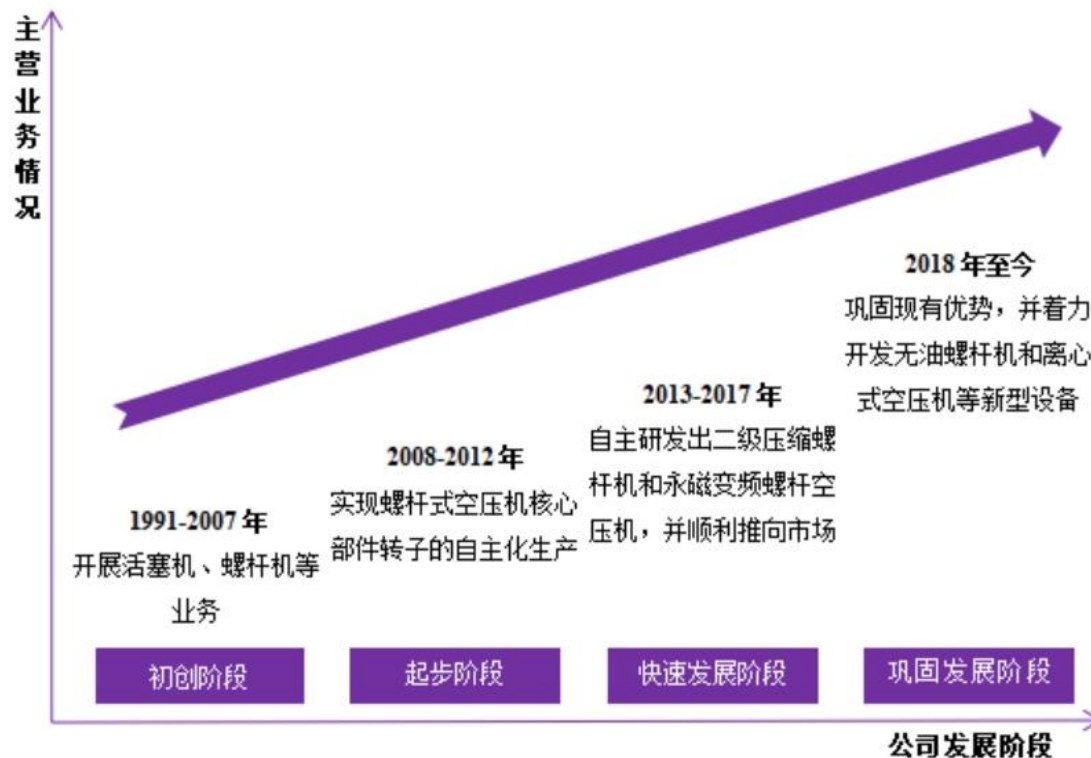 主营业务情况
2018 年至今
巩固现有优势，并着力
开发无油螺杆机和离心
式空压机等新型设备
2013-2017 年
自主研发出二级压缩螺
杆机和永磁变频螺杆空
压机，并顺利推向市场
2008-2012 年
实现螺杆式空压机核心
部件转子的自主化生产
1991-2007 年
开展活塞机、螺杆机等
业务
初创阶段
起步阶段
快速发展阶段
巩固发展阶段
公司发展阶段